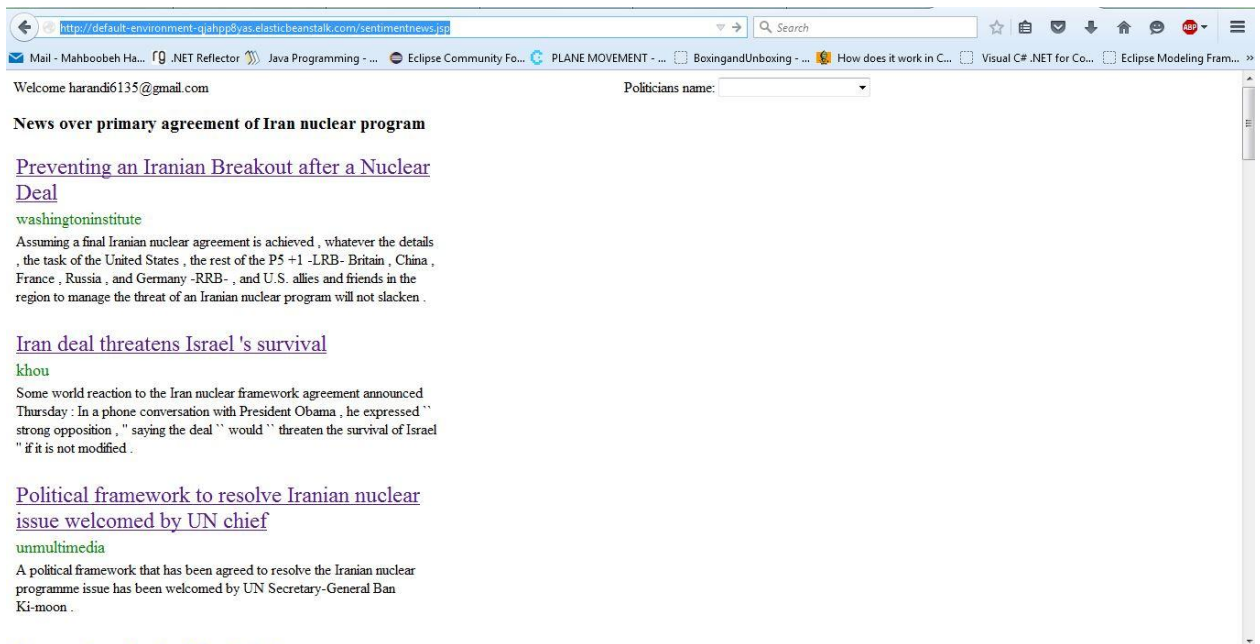 http://default-environment-qjahpp8yas.elasticbeanstalk.com/sentimentnews.jsp
Search
ABP
Mail - Mahboobeh Ha... .NET Reflector Java Programming - ... Eclipse Community Fo... PLANE MOVEMENT - ... BoxingandUnboxing - ... How does it work in C... Visual C# .NET for Co... Eclipse Modeling Fram... »
Welcome harandi6135@gmail.com Politicians name:
News over primary agreement of Iran nuclear program
Preventing an Iranian Breakout after a Nuclear
Deal
washingtoninstitute
Assuming a final Iranian nuclear agreement is achieved , whatever the details
, the task of the United States , the rest of the P5 +1 -LRB- Britain , China ,
France , Russia , and Germany -RRB- , and U.S. allies and friends in the
region to manage the threat of an Iranian nuclear program will not slacken .
Iran deal threatens Israel 's survival
khou
Some world reaction to the Iran nuclear framework agreement announced
Thursday : In a phone conversation with President Obama , he expressed ``
strong opposition , '' saying the deal `` would `` threaten the survival of Israel
'' if it is not modified .
Political framework to resolve Iranian nuclear
issue welcomed by UN chief
unmultimedia
A political framework that has been agreed to resolve the Iranian nuclear
programme issue has been welcomed by UN Secretary-General Ban
Ki-moon .